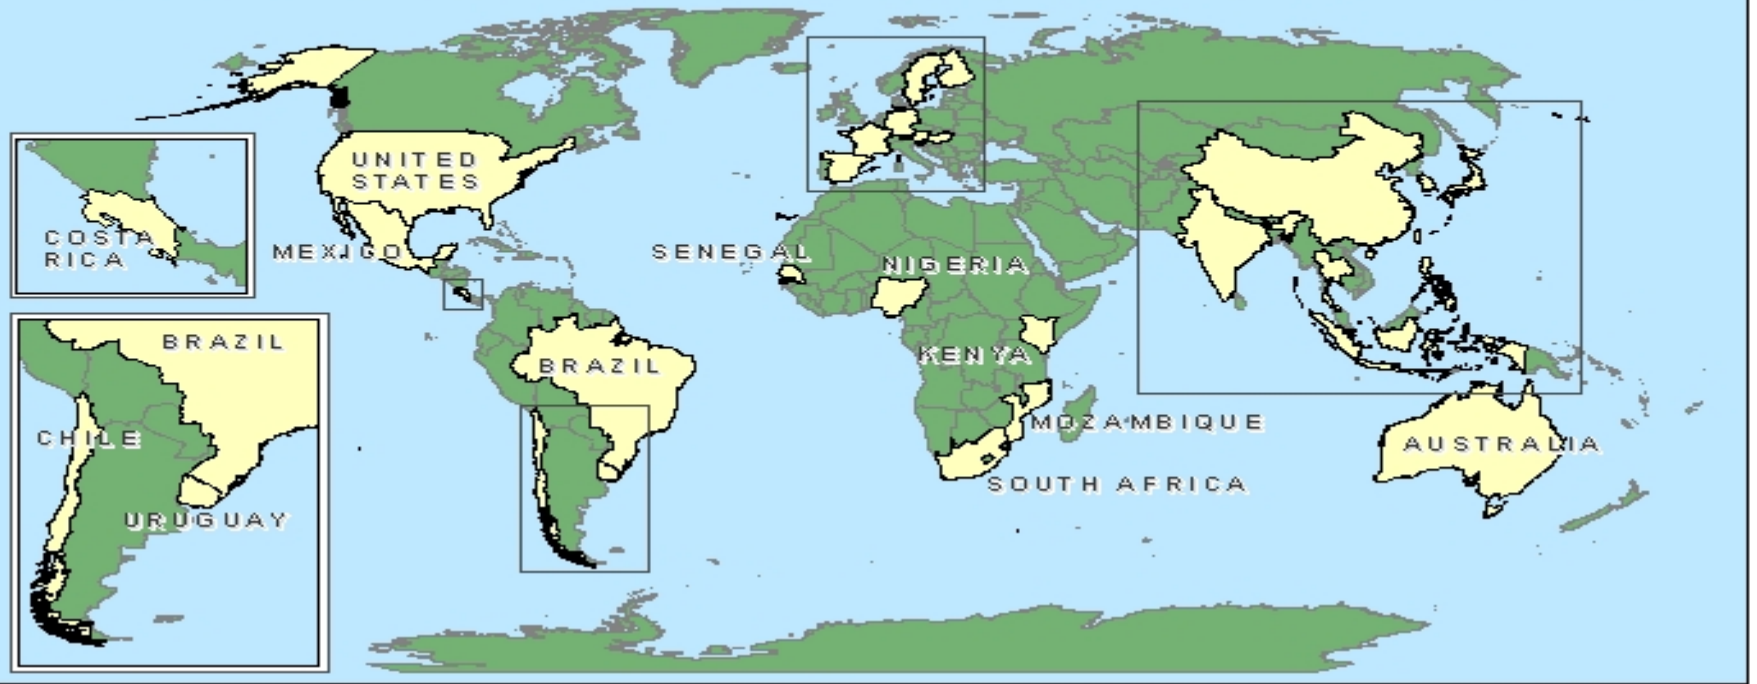 UNITED
STATES
COSTA
RICA
MEXICO
SENEGAL
NIGERIA
BRAZIL
KENYA
BRAZIL
CHILE
MOZAMBIQUE
AUSTRALIA
SOUTH AFRICA
URUGUAY